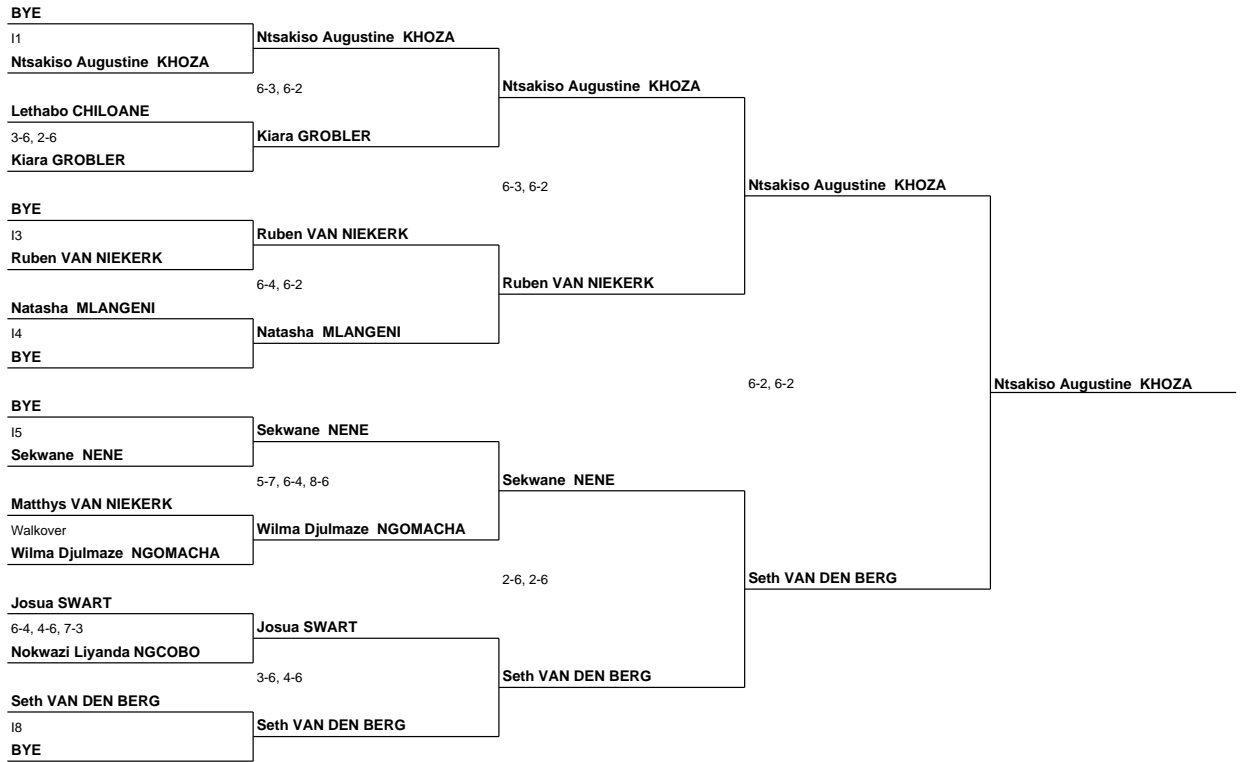 BYE
I1
Ntsakiso Augustine KHOZA
Lethabo CHILOANE
3-6, 2-6
Kiara GROBLER
BYE
I3
Ruben VAN NIEKERK
Natasha MLANGENI
I4
BYE
BYE
I5
Sekwane NENE
Matthys VAN NIEKERK
Walkover
Wilma Djulmaze NGOMACHA
Josua SWART
6-4, 4-6, 7-3
Nokwazi Liyanda NGCOBO
Seth VAN DEN BERG
I8
BYE
Ntsakiso Augustine KHOZA
6-3, 6-2
Kiara GROBLER
Ruben VAN NIEKERK
6-4, 6-2
Natasha MLANGENI
Sekwane NENE
5-7, 6-4, 8-6
Wilma Djulmaze NGOMACHA
Josua SWART
3-6, 4-6
Seth VAN DEN BERG
Ntsakiso Augustine KHOZA
6-3, 6-2
Ruben VAN NIEKERK
Sekwane NENE
2-6, 2-6
Seth VAN DEN BERG
Ntsakiso Augustine KHOZA
6-2, 6-2
Seth VAN DEN BERG
Ntsakiso Augustine KHOZA